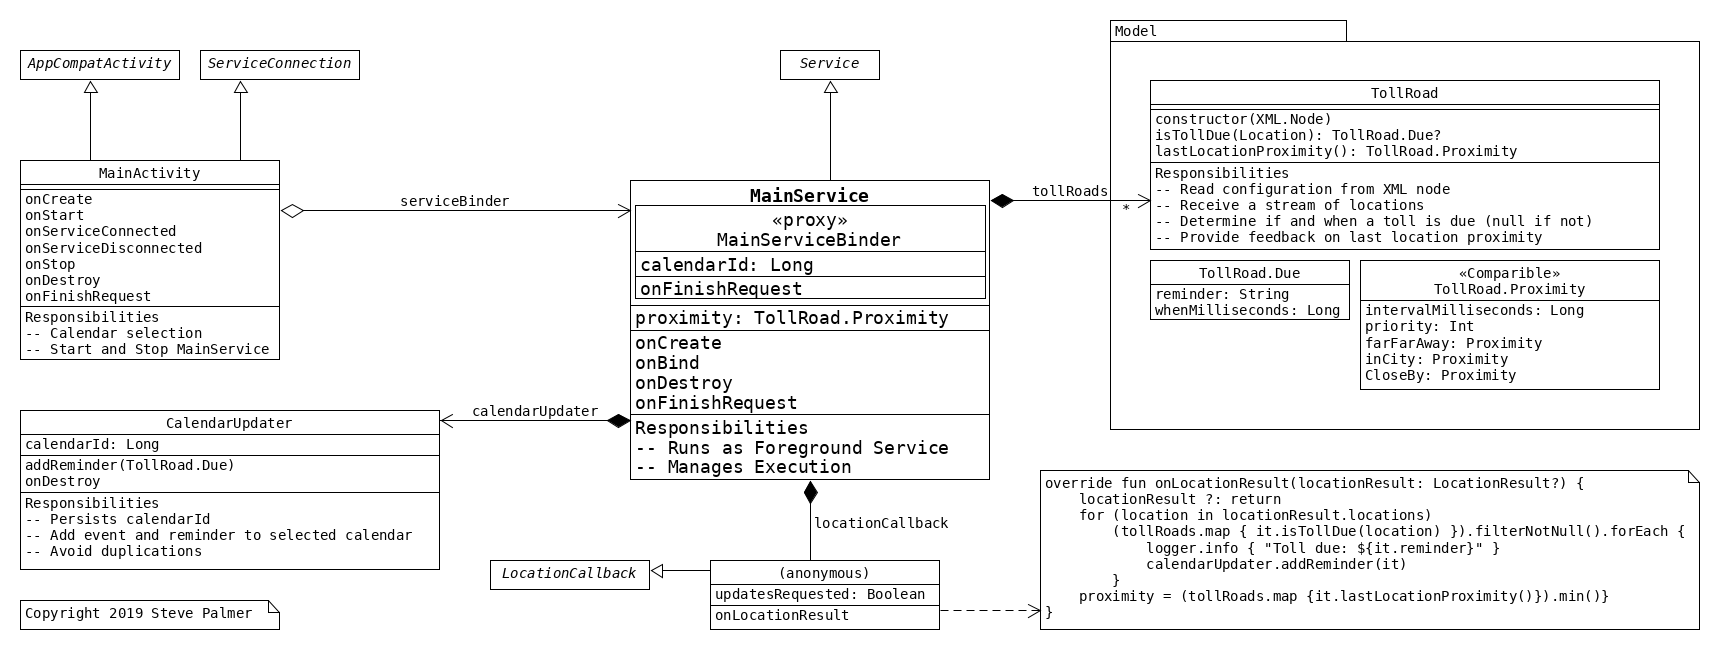 AppCompatActivity
ServiceConnection
MainActivity
onCreate
onStart
onServiceConnected
onServiceDisconnected
onStop
onDestroy
onFinishRequest
Responsibilities
-- Calendar selection
-- Start and Stop MainService
serviceBinder
Service
MainService
«proxy»
MainServiceBinder
calendarId: Long
onFinishRequest
proximity: TollRoad.Proximity
onCreate
onBind
onDestroy
onFinishRequest
Responsibilities
-- Runs as Foreground Service
-- Manages Execution
tollRoads
*
Model
TollRoad
constructor(XML.Node)
isTollDue(Location): TollRoad.Due?
lastLocationProximity(): TollRoad.Proximity
Responsibilities
-- Read configuration from XML node
-- Receive a stream of locations
-- Determine if and when a toll is due (null if not)
-- Provide feedback on last location proximity
TollRoad.Due
reminder: String
whenMilliseconds: Long
«Comparible»
TollRoad.Proximity
intervalMilliseconds: Long
priority: Int
farFarAway: Proximity
inCity: Proximity
CloseBy: Proximity
calendarUpdater
CalendarUpdater
calendarId: Long
addReminder(TollRoad.Due)
onDestroy
Responsibilities
-- Persists calendarId
-- Add event and reminder to selected calendar
-- Avoid duplications
locationCallback
LocationCallback
(anonymous)
updatesRequested: Boolean
onLocationResult
override fun onLocationResult(locationResult: LocationResult?) {
    locationResult ?: return
    for (location in locationResult.locations)
        (tollRoads.map { it.isTollDue(location) }).filterNotNull().forEach {
            logger.info { "Toll due: ${it.reminder}" }
            calendarUpdater.addReminder(it)
        }
    proximity = (tollRoads.map {it.lastLocationProximity()}).min()}
}
Copyright 2019 Steve Palmer